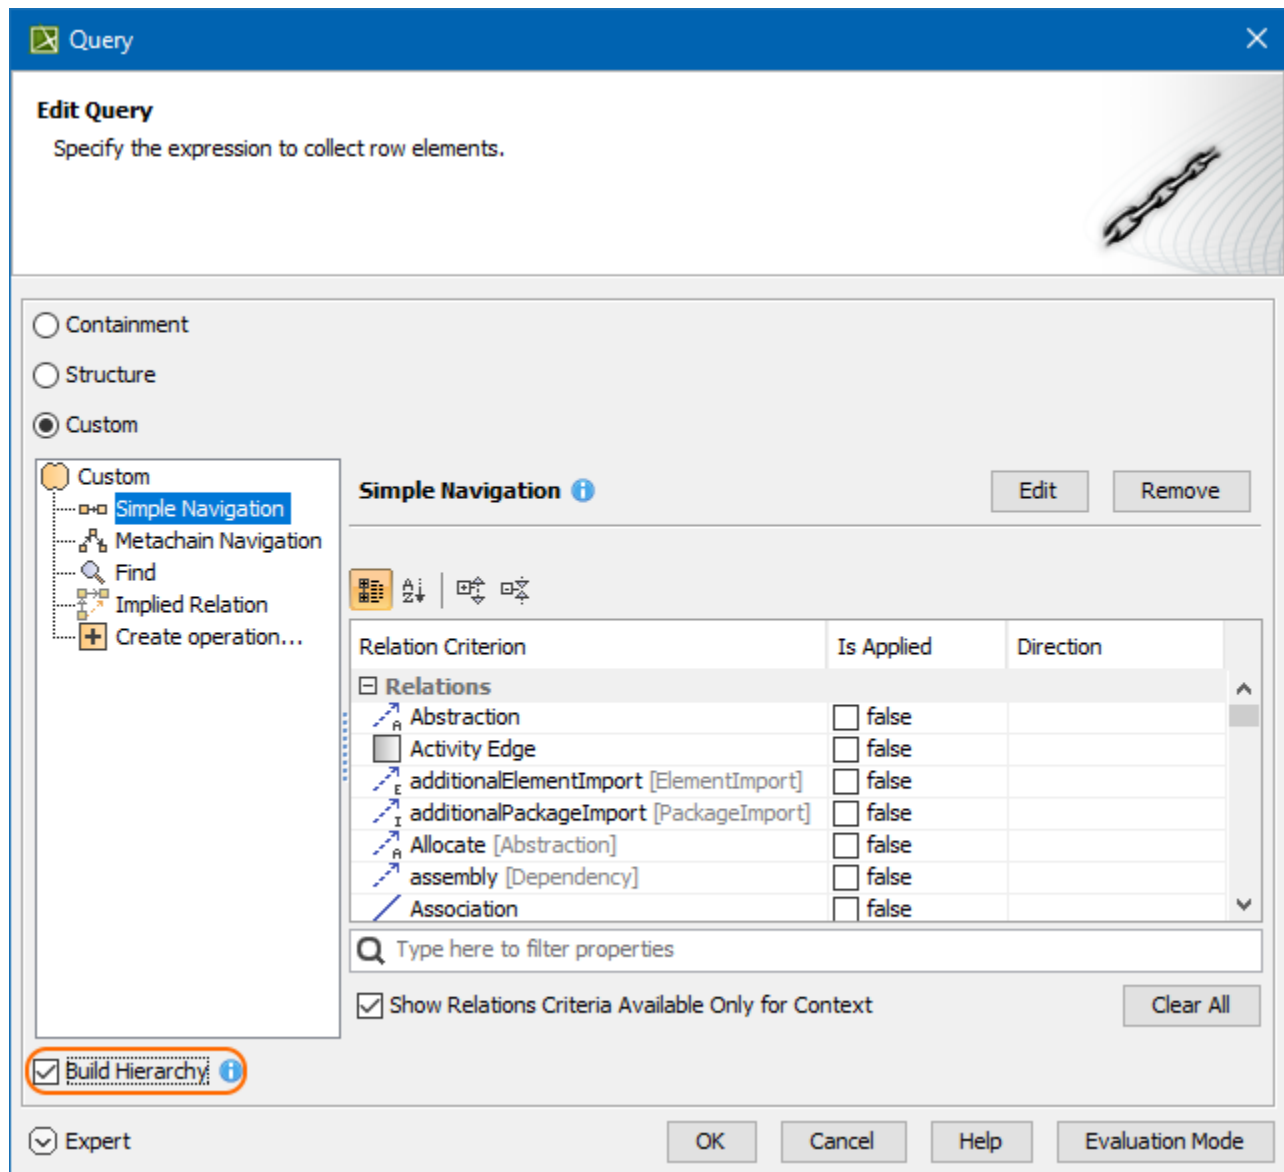 Query
Edit Query
Specify the expression to collect row elements.
Containment
Structure
Custom
Custom
Simple Navigation
Metachain Navigation
Find
Implied Relation
Create operation...
Simple Navigation
Edit
Remove
Relation Criterion
Is Applied
Direction
Relations
Abstraction
false
Activity Edge
false
additionalElementImport [ElementImport]
false
additionalPackageImport [PackageImport]
false
Allocate [Abstraction]
false
assembly [Dependency]
false
Association
false
Type here to filter properties
Show Relations Criteria Available Only for Context
Clear All
Build Hierarchy
Expert
OK
Cancel
Help
Evaluation Mode